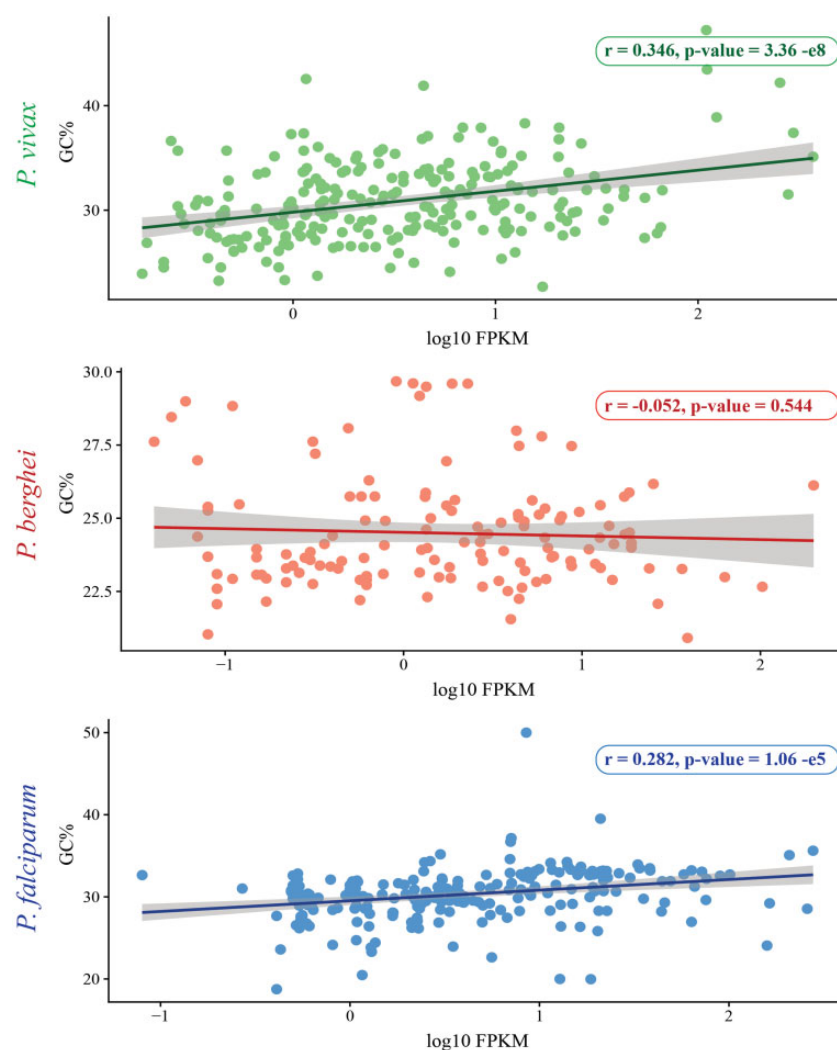 r = 0.346, p-value = 3.36 -e8
P. vivax
GC%
40
30
0
1
2
log10 FPKM
r = -0.052, p-value = 0.544
P. berghei
GC%
30.0
27.5
25.0
22.5
−1
0
1
2
log10 FPKM
r = 0.282, p-value = 1.06 -e5
P. falciparum
GC%
50
40
30
20
−1
0
1
2
log10 FPKM